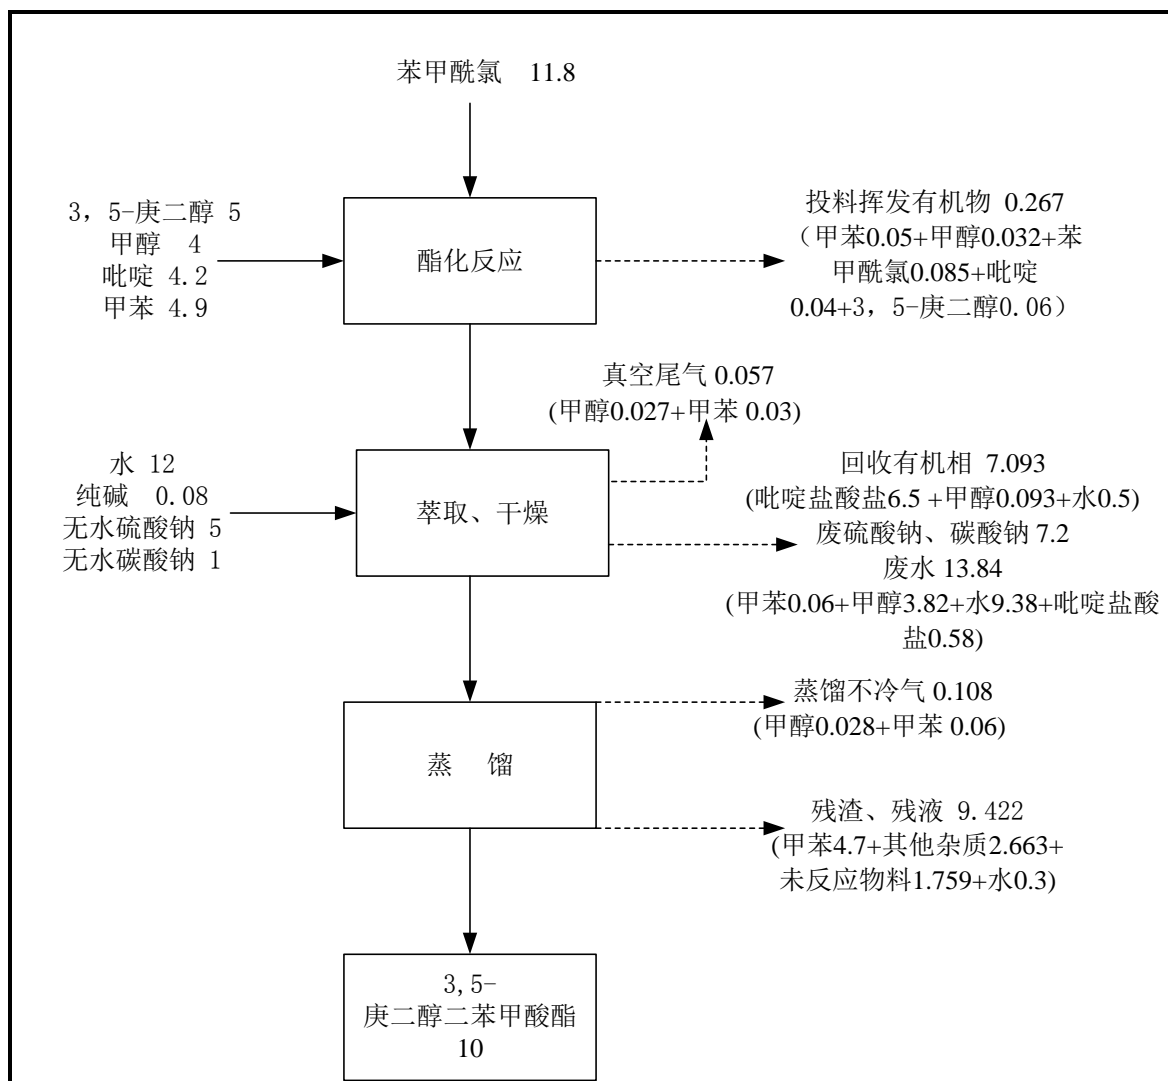 苯甲酰氯 11.8
3，5-庚二醇 5
甲醇 4
吡啶 4.2
甲苯 4.9
酯化反应
投料挥发有机物 0.267
（甲苯0.05+甲醇0.032+苯
甲酰氯0.085+吡啶
0.04+3，5-庚二醇0.06）
真空尾气 0.057
(甲醇0.027+甲苯 0.03)
水 12
纯碱 0.08
无水硫酸钠 5
无水碳酸钠 1
萃取、干燥
回收有机相 7.093
(吡啶盐酸盐6.5 +甲醇0.093+水0.5)
废硫酸钠、碳酸钠 7.2
废水 13.84
(甲苯0.06+甲醇3.82+水9.38+吡啶盐酸
盐0.58)
蒸 馏
蒸馏不冷气 0.108
(甲醇0.028+甲苯 0.06)
残渣、残液 9.422
(甲苯4.7+其他杂质2.663+
未反应物料1.759+水0.3)
3,5-
庚二醇二苯甲酸酯
10